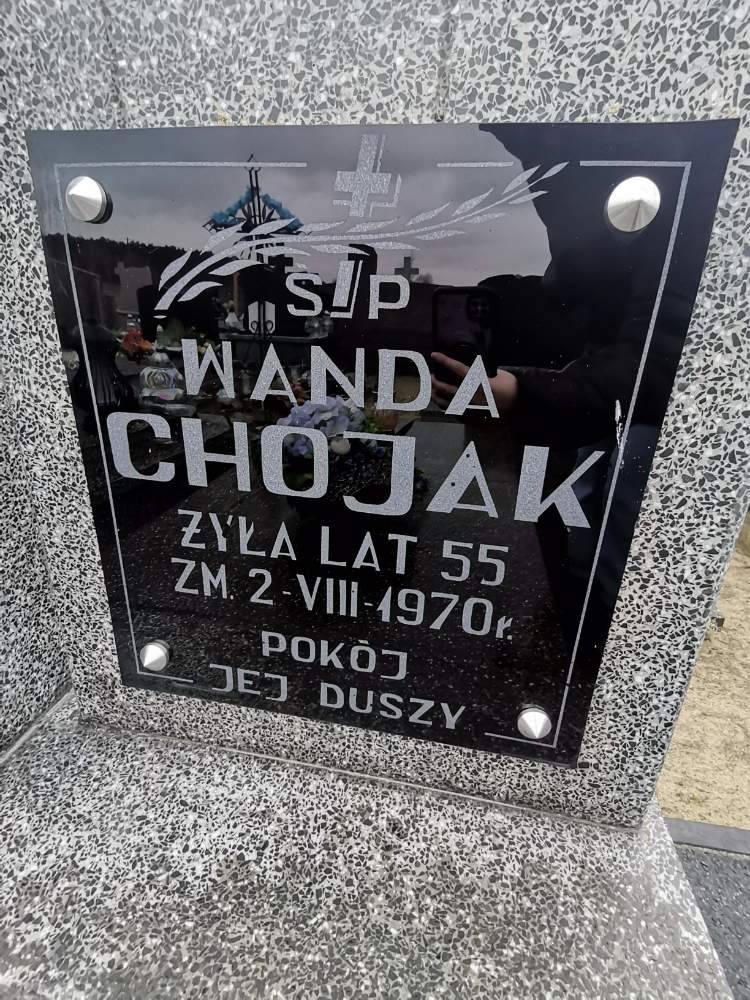 Ś✝P
WANDA
CHOJAK
ŻYŁA LAT 55
ZM. 2-VIII-1970r.
POKÓJ
JEJ DUSZY